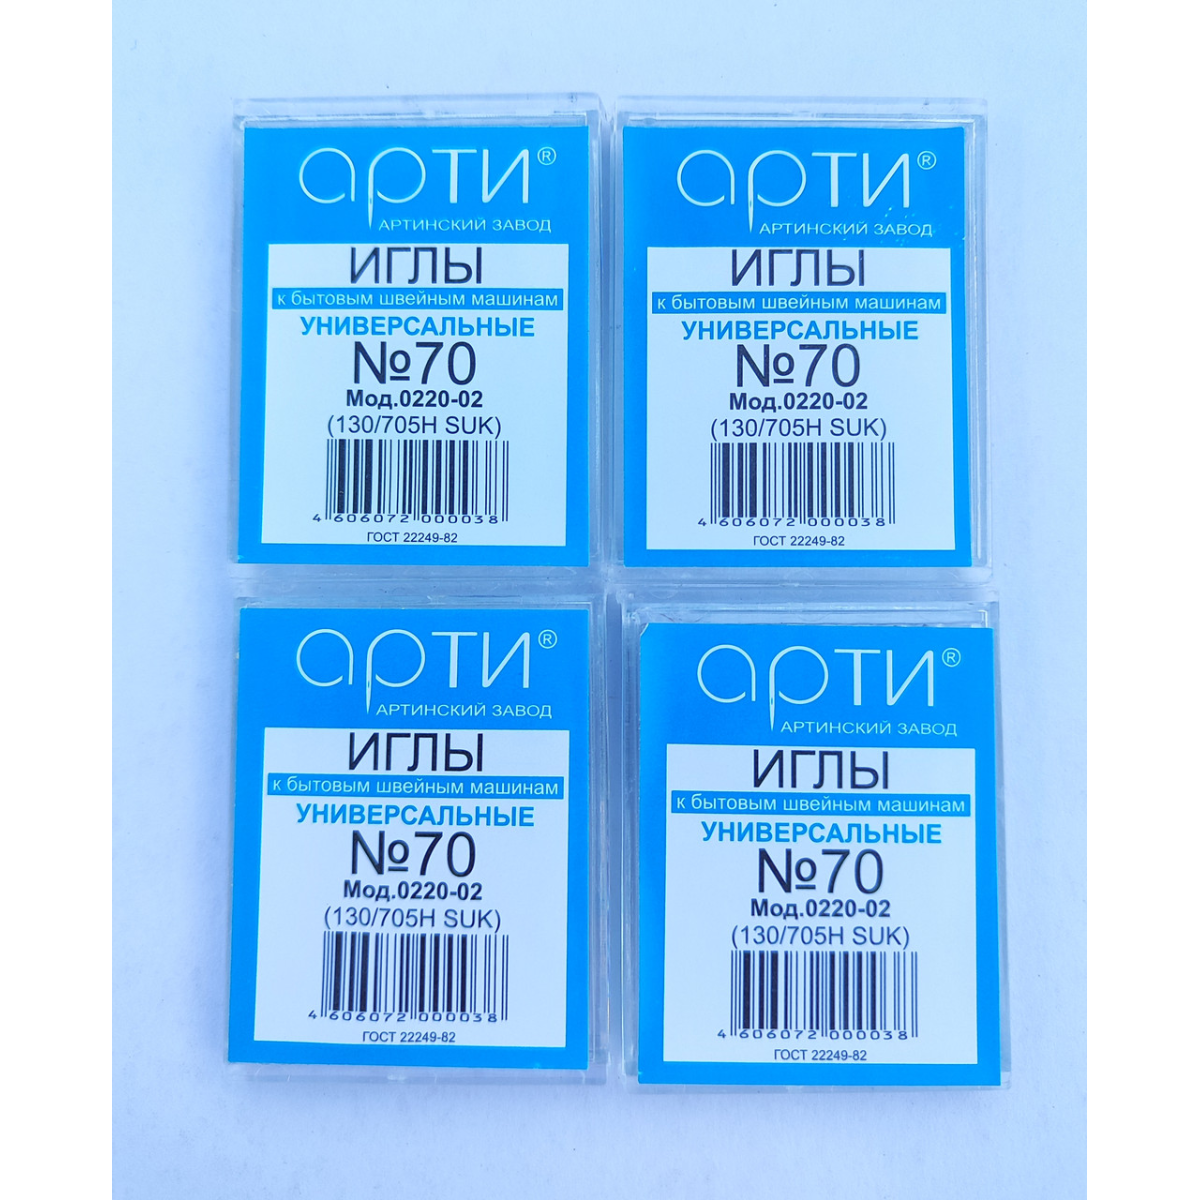 арти®
АРТИНСКИЙ ЗАВОД
ИГЛЫ
к бытовым швейным машинам
УНИВЕРСАЛЬНЫЕ
№70
Мод.0220-02
(130/705H SUK)
4 606072 000038
ГОСТ 22249-82
арти®
АРТИНСКИЙ ЗАВОД
ИГЛЫ
к бытовым швейным машинам
УНИВЕРСАЛЬНЫЕ
№70
Мод.0220-02
(130/705H SUK)
4 606072 000038
ГОСТ 22249-82
арти®
АРТИНСКИЙ ЗАВОД
ИГЛЫ
к бытовым швейным машинам
УНИВЕРСАЛЬНЫЕ
№70
Мод.0220-02
(130/705H SUK)
4 606072 000038
ГОСТ 22249-82
арти®
АРТИНСКИЙ ЗАВОД
ИГЛЫ
к бытовым швейным машинам
УНИВЕРСАЛЬНЫЕ
№70
Мод.0220-02
(130/705H SUK)
4 606072 000038
ГОСТ 22249-82